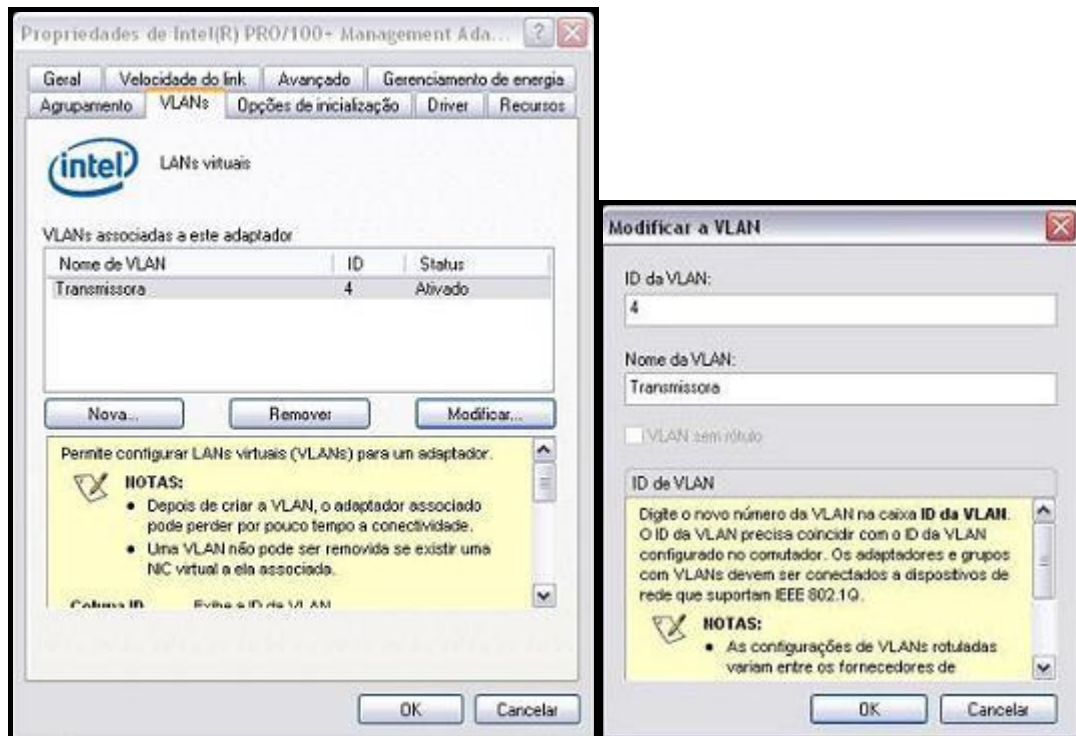 Propriedades de Intel(R) PRO/100+ Management Ada...
Geral Velocidade do link Avançado Gerenciamento de energia
Agrupamento VLANs Opções de inicialização Driver Recursos
intel LANs virtuais
VLANs associadas a este adaptador
Nome de VLAN ID Status
Transmissora 4 Ativado
Nova... Remover Modificar...
Permite configurar LANs virtuais (VLANs) para um adaptador.
NOTAS:
• Depois de criar a VLAN, o adaptador associado
pode perder por pouco tempo a conectividade.
• Uma VLAN não pode ser removida se existir uma
NIC virtual a ela associada.
Coluna ID Exibe a ID da VLAN
OK Cancelar
Modificar a VLAN
ID da VLAN:
4
Nome da VLAN:
Transmissora
VLAN sem rótulo
ID de VLAN
Digite o novo número da VLAN na caixa ID da VLAN.
O ID da VLAN precisa coincidir com o ID da VLAN
configurado no comutador. Os adaptadores e grupos
com VLANs devem ser conectados a dispositivos de
rede que suportam IEEE 802.1Q.
NOTAS:
• As configurações de VLANs rotuladas
variam entre os fornecedores de
OK Cancelar